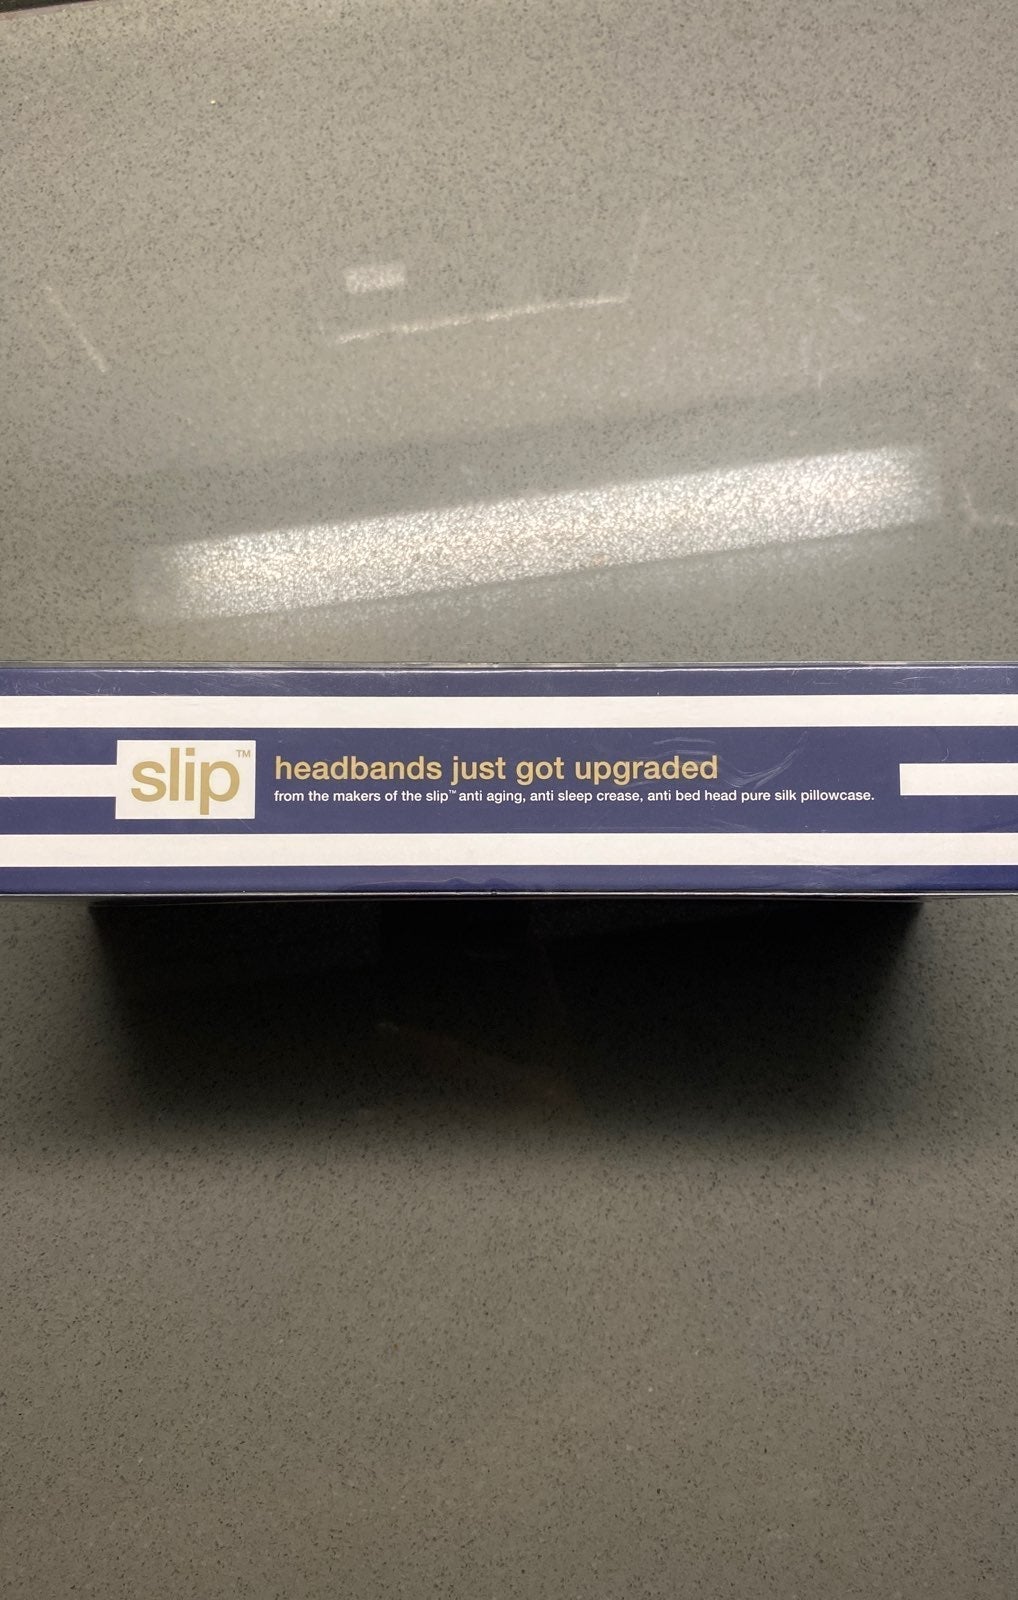 slip™
headbands just got upgraded
from the makers of the slip™ anti aging, anti sleep crease, anti bed head pure silk pillowcase.